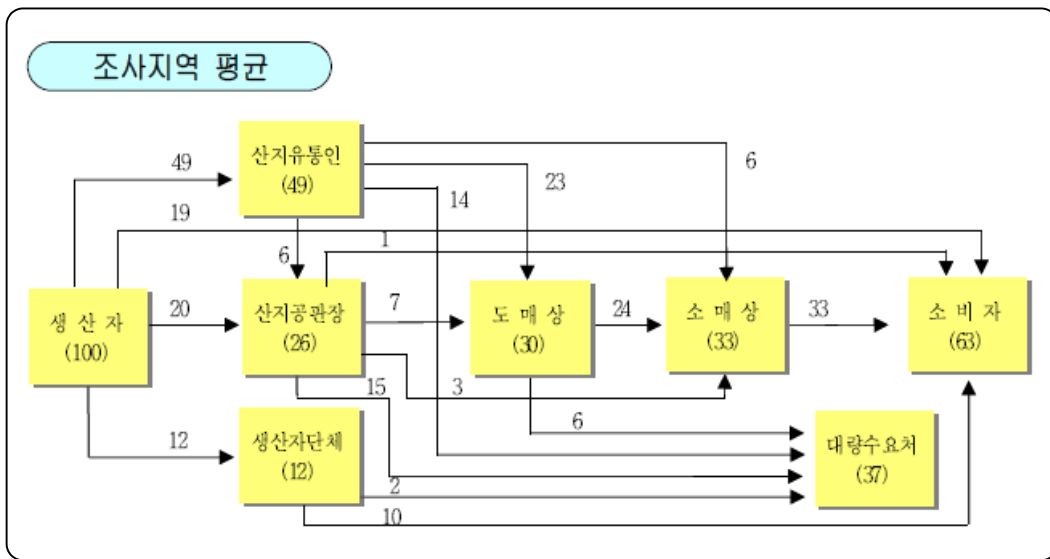 조사지역 평균
산지유통인
(49)
49
6
23
14
19
1
6
생 산 자
(100)
20
산지공판장
(26)
7
도 매 상
(30)
24
소 매 상
(33)
33
소 비 자
(63)
15
3
6
12
생산자단체
(12)
대량수요처
(37)
2
10